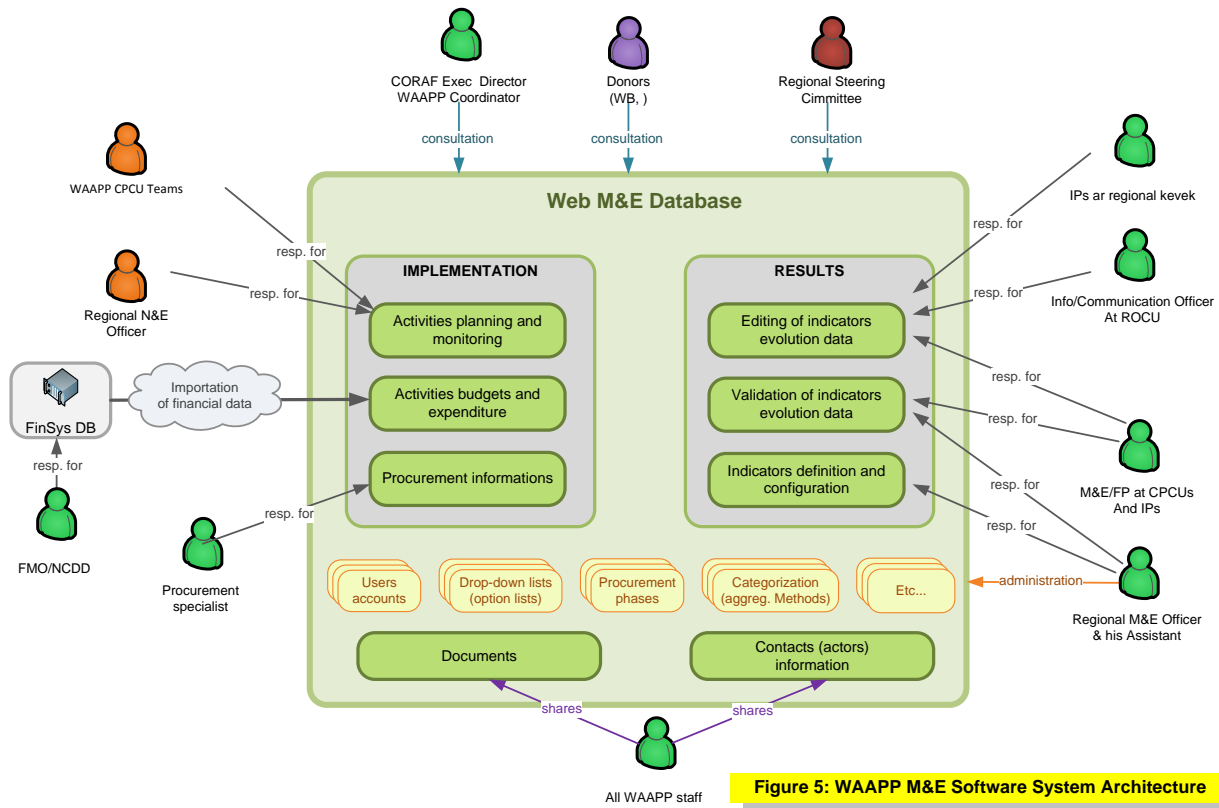 CORAF Exec  Director
WAAPP Coordinator
Donors
(WB, )
Regional Steering
Cimmittee
consultation
consultation
consultation
WAAPP CPCU Teams
IPs ar regional kevek
Web M&E Database
resp. for
resp. for
IMPLEMENTATION
RESULTS
Regional N&E
Officer
resp. for
resp. for
Info/Communication Officer
At ROCU
Activities planning and
monitoring
Editing of indicators
evolution data
FinSys DB
Importation
of financial data
Activities budgets and
expenditure
Validation of indicators
evolution data
resp. for
resp. for
resp. for
Procurement informations
Indicators definition and
configuration
M&E/FP at CPCUs
And IPs
resp. for
resp. for
resp. for
FMO/NCDD
Procurement
specialist
Users
accounts
Drop-down lists
(option lists)
Procurement
phases
Categorization
(aggreg. Methods)
Etc...
administration
Regional M&E Officer
& his Assistant
Documents
Contacts (actors)
information
shares
shares
All WAAPP staff
Figure 5: WAAPP M&E Software System Architecture